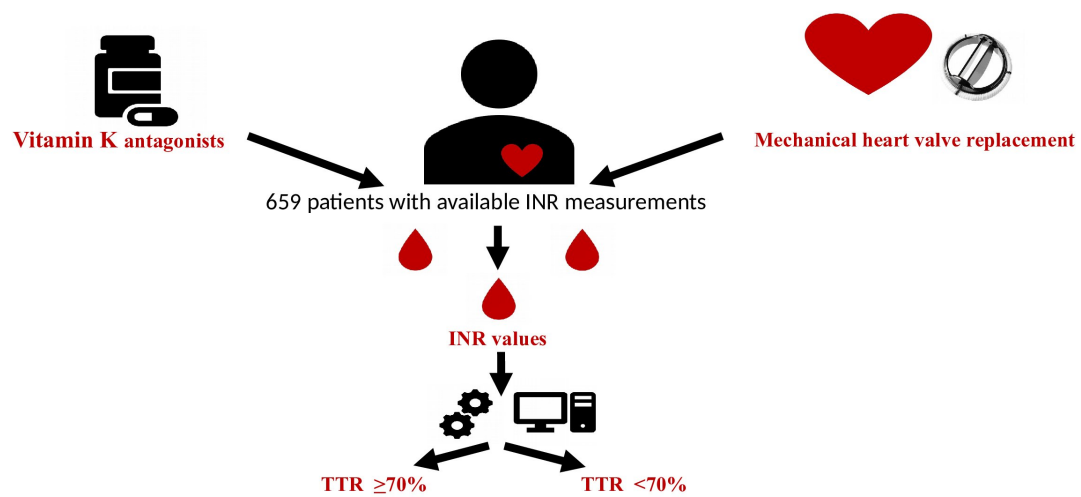 Vitamin K antagonists
Mechanical heart valve replacement
659 patients with available INR measurements
INR values
TTR ≥70%
TTR <70%